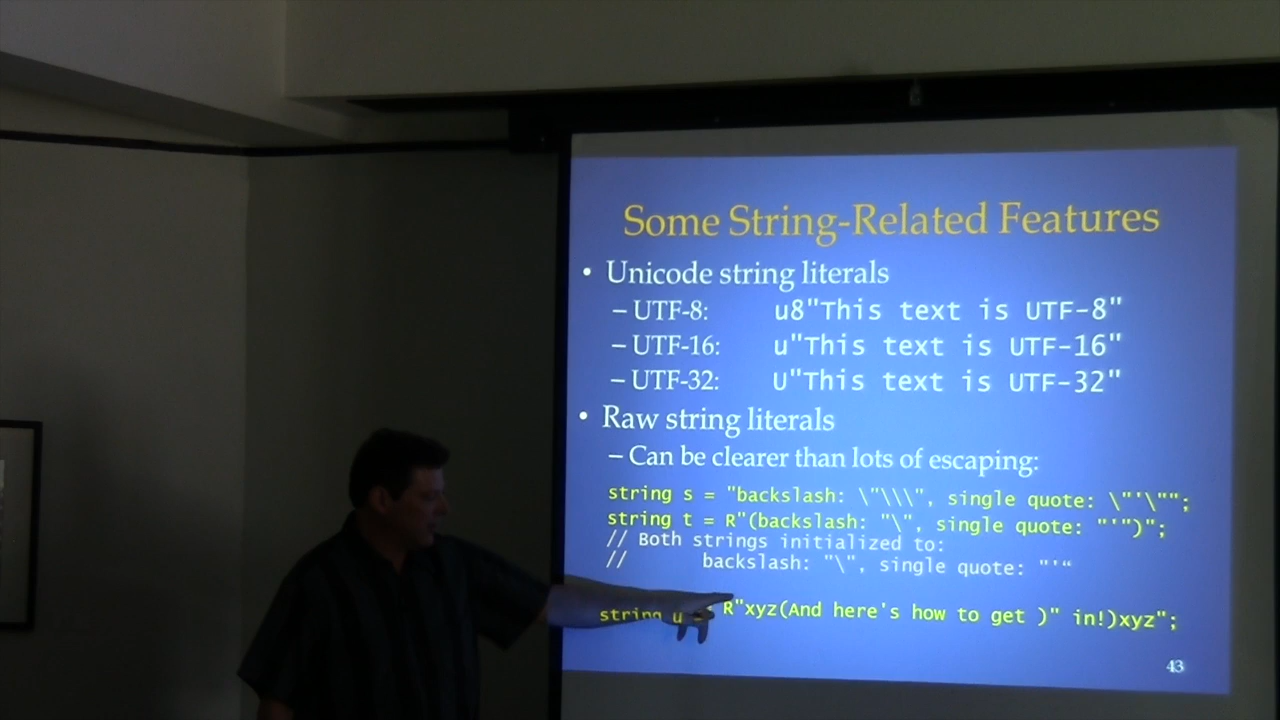 Some String-Related Features
• Unicode string literals
– UTF-8: u8"This text is UTF-8"
– UTF-16: u"This text is UTF-16"
– UTF-32: U"This text is UTF-32"
• Raw string literals
– Can be clearer than lots of escaping:
string s = "backslash: \"\\\", single quote: \"'\"";
string t = R"(backslash: "\", single quote: "'")";
// Both strings initialized to:
// backslash: "\", single quote: "'“
string u = R"xyz(And here's how to get )" in!)xyz";
43